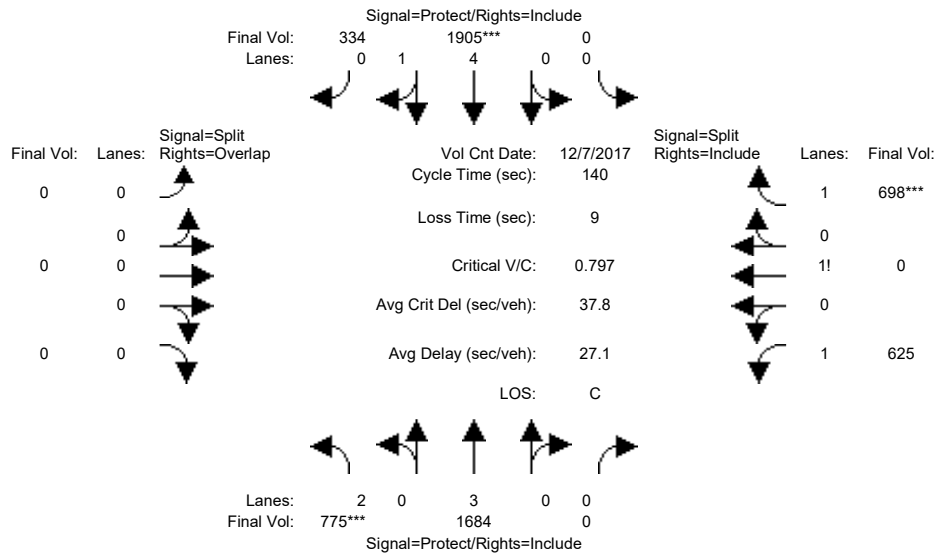 Signal=Protect/Rights=Include
Final Vol: 334 1905*** 0
Lanes: 0 1 4 0 0
Signal=Split
Final Vol: Lanes: Rights=Overlap
Vol Cnt Date: 12/7/2017
Signal=Split
Rights=Include Lanes: Final Vol:
Cycle Time (sec): 140
0 0
1 698***
Loss Time (sec): 9
0
0
0 0
Critical V/C: 0.797
1! 0
0
Avg Crit Del (sec/veh): 37.8
0
0 0
Avg Delay (sec/veh): 27.1
1 625
LOS: C
Lanes: 2 0 3 0 0
Final Vol: 775*** 1684 0
Signal=Protect/Rights=Include